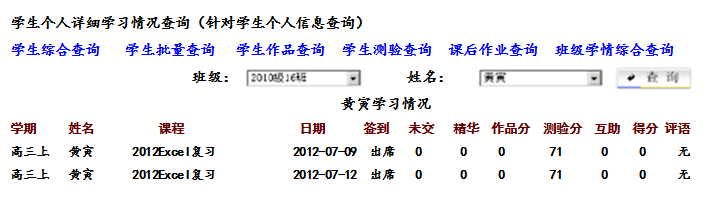 学生个人详细学习情况查询（针对学生个人信息查询）
学生综合查询 学生批量查询 学生作品查询 学生测验查询 课后作业查询 班级学情综合查询
班级： 2010级16班 姓名： 黄寅 查 询
黄寅学习情况
学期 姓名 课程 日期 签到 未交 精华 作品分 测验分 互助 得分 评语
高三上 黄寅 2012Excel复习 2012-07-09 出席 0 0 0 71 0 0 无
高三上 黄寅 2012Excel复习 2012-07-12 出席 0 0 0 71 0 0 无